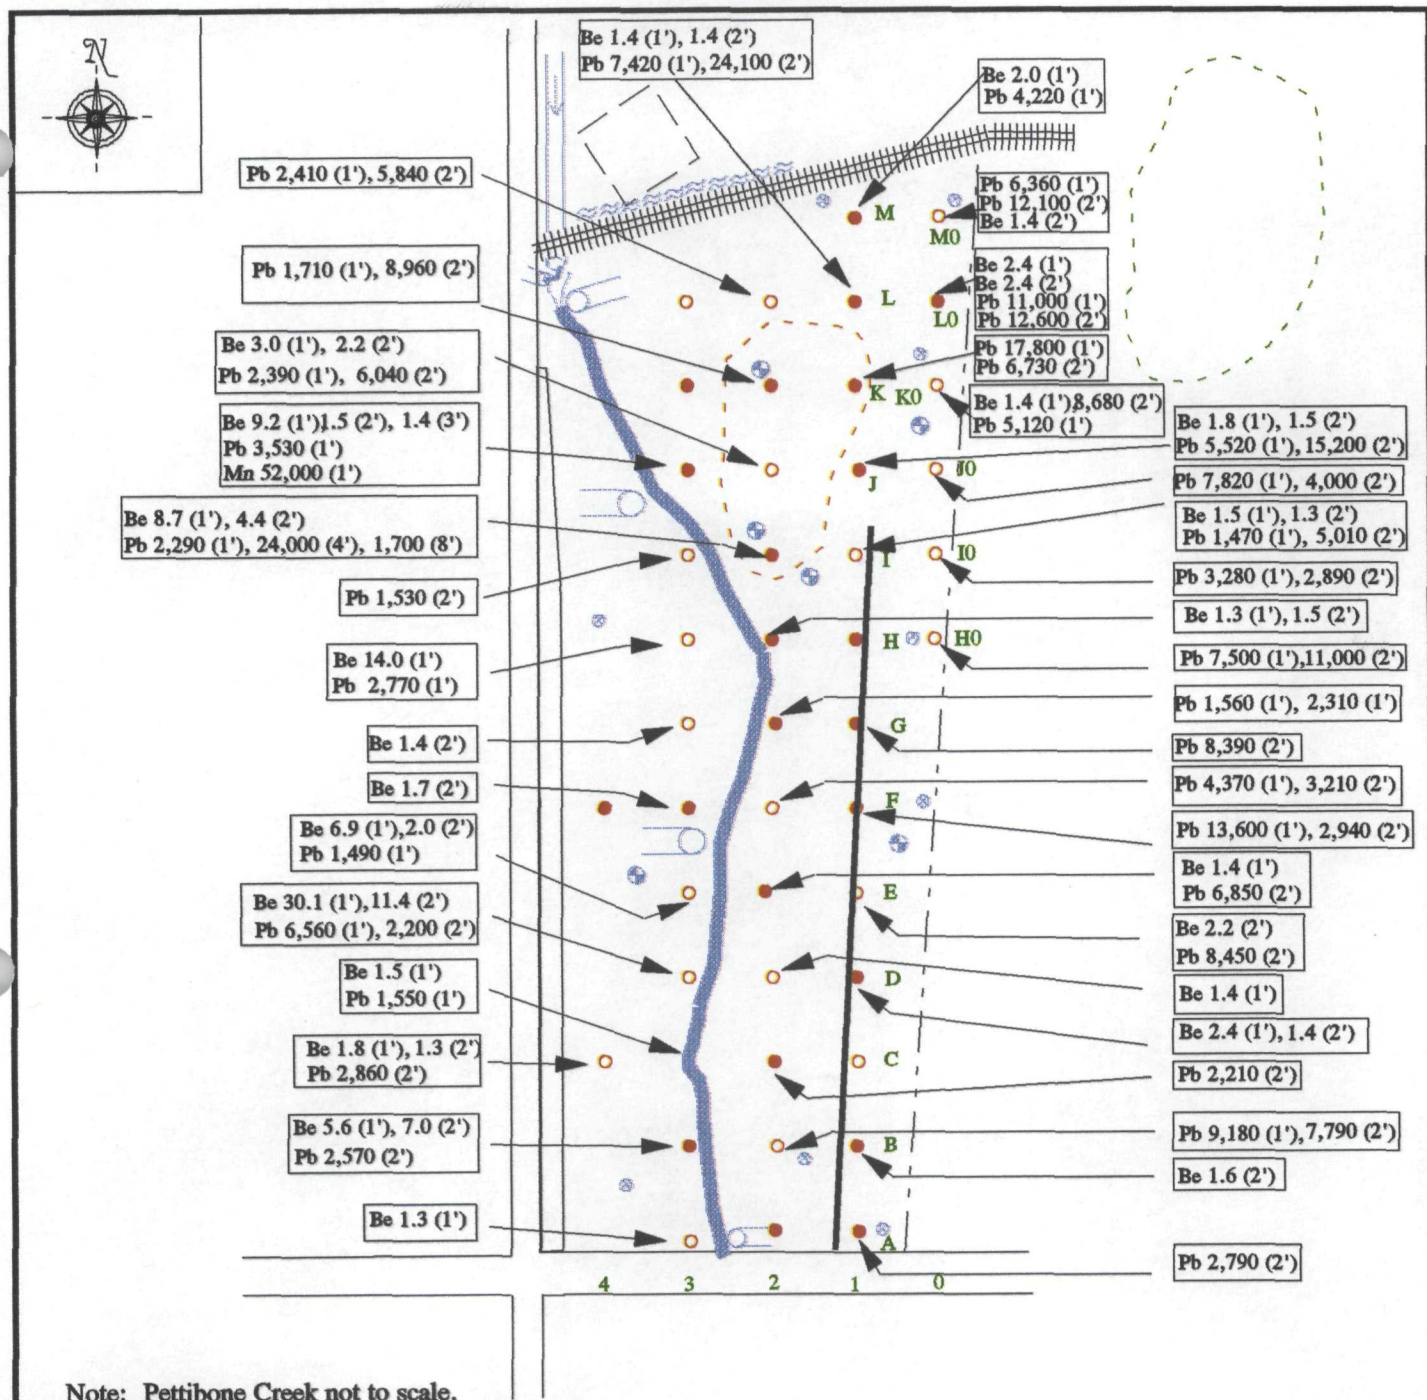 N
Be 1.4 (1'), 1.4 (2')
Pb 7,420 (1'), 24,100 (2')
Be 2.0 (1')
Pb 4,220 (1')
Pb 2,410 (1'), 5,840 (2')
Pb 6,360 (1')
Pb 12,100 (2')
Be 1.4 (2')
M
M0
Pb 1,710 (1'), 8,960 (2')
Be 2.4 (1')
Be 2.4 (2')
Pb 11,000 (1')
Pb 12,600 (2')
L
L0
Be 3.0 (1'), 2.2 (2')
Pb 2,390 (1'), 6,040 (2')
Pb 17,800 (1')
Pb 6,730 (2')
K
K0
Be 1.4 (1')8,680 (2')
Pb 5,120 (1')
Be 9.2 (1'),1.5 (2'), 1.4 (3')
Pb 3,530 (1')
Mn 52,000 (1')
Be 1.8 (1'), 1.5 (2')
Pb 5,520 (1'), 15,200 (2')
J
J0
Pb 7,820 (1'), 4,000 (2')
Be 8.7 (1'), 4.4 (2')
Pb 2,290 (1'), 24,000 (4'), 1,700 (8')
Be 1.5 (1'), 1.3 (2')
Pb 1,470 (1'), 5,010 (2')
I
I0
Pb 3,280 (1'), 2,890 (2')
Pb 1,530 (2')
Be 1.3 (1'), 1.5 (2')
H
H0
Be 14.0 (1')
Pb 2,770 (1')
Pb 7,500 (1'),11,000 (2')
Pb 1,560 (1'), 2,310 (1')
G
Be 1.4 (2')
Pb 8,390 (2')
Be 1.7 (2')
Pb 4,370 (1'), 3,210 (2')
F
Be 6.9 (1'),2.0 (2')
Pb 1,490 (1')
Pb 13,600 (1'), 2,940 (2')
Be 1.4 (1')
Pb 6,850 (2')
E
Be 30.1 (1'),11.4 (2')
Pb 6,560 (1'), 2,200 (2')
Be 2.2 (2')
Pb 8,450 (2')
D
Be 1.5 (1')
Pb 1,550 (1')
Be 1.4 (1')
Be 2.4 (1'), 1.4 (2')
Be 1.8 (1'), 1.3 (2')
Pb 2,860 (2')
C
Pb 2,210 (2')
Be 5.6 (1'), 7.0 (2')
Pb 2,570 (2')
Pb 9,180 (1'),7,790 (2')
B
Be 1.6 (2')
Be 1.3 (1')
A
Pb 2,790 (2')
4 3 2 1 0
Note: Pettibone Creek not to scale.